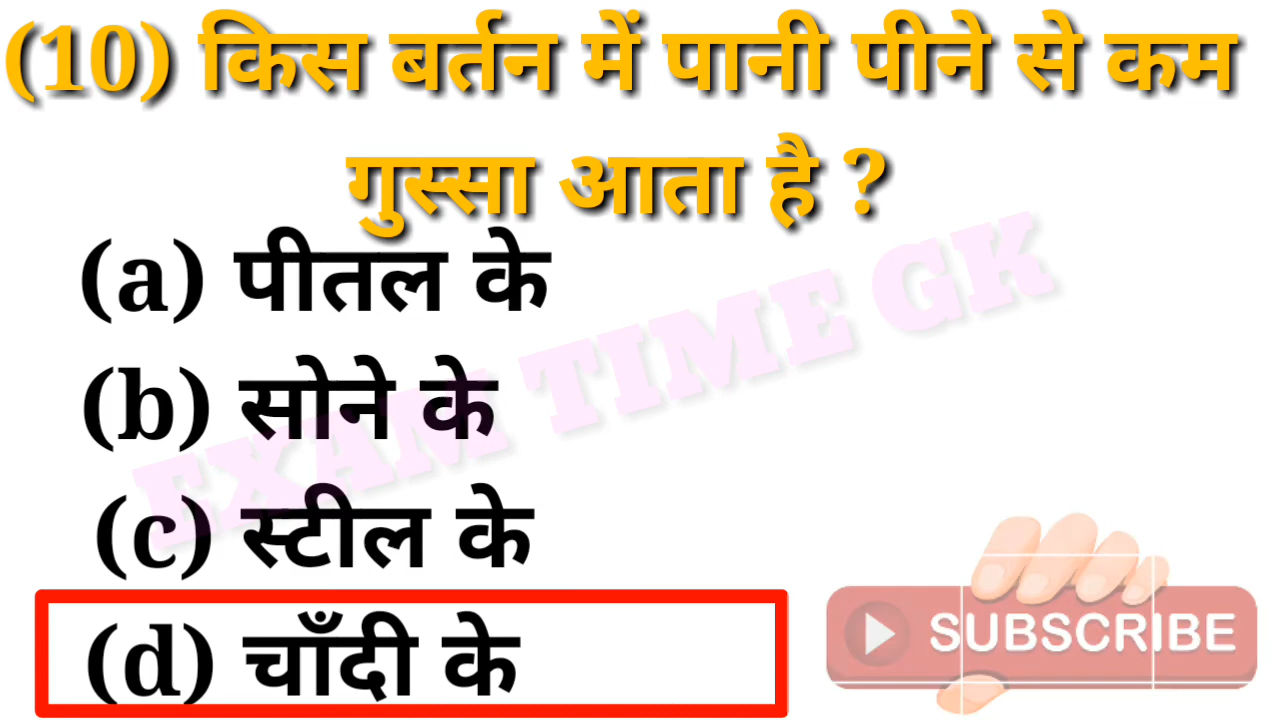 (10) किस बर्तन में पानी पीने से कम
गुस्सा आता है ?
(a) पीतल के
(b) सोने के
(c) स्टील के
(d) चाँदी के
EXAM TIME GK
SUBSCRIBE